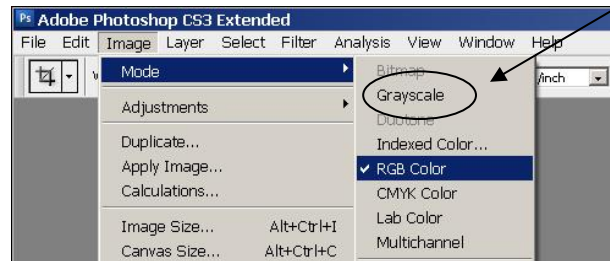 Ps Adobe Photoshop CS3 Extended
File Edit Image Layer Select Filter Analysis View Window Help
/inch
Mode
Adjustments
Duplicate...
Apply Image...
Calculations...
Image Size... Alt+Ctrl+I
Canvas Size... Alt+Ctrl+C
Bitmap
Grayscale
Duotone
Indexed Color...
✔ RGB Color
CMYK Color
Lab Color
Multichannel